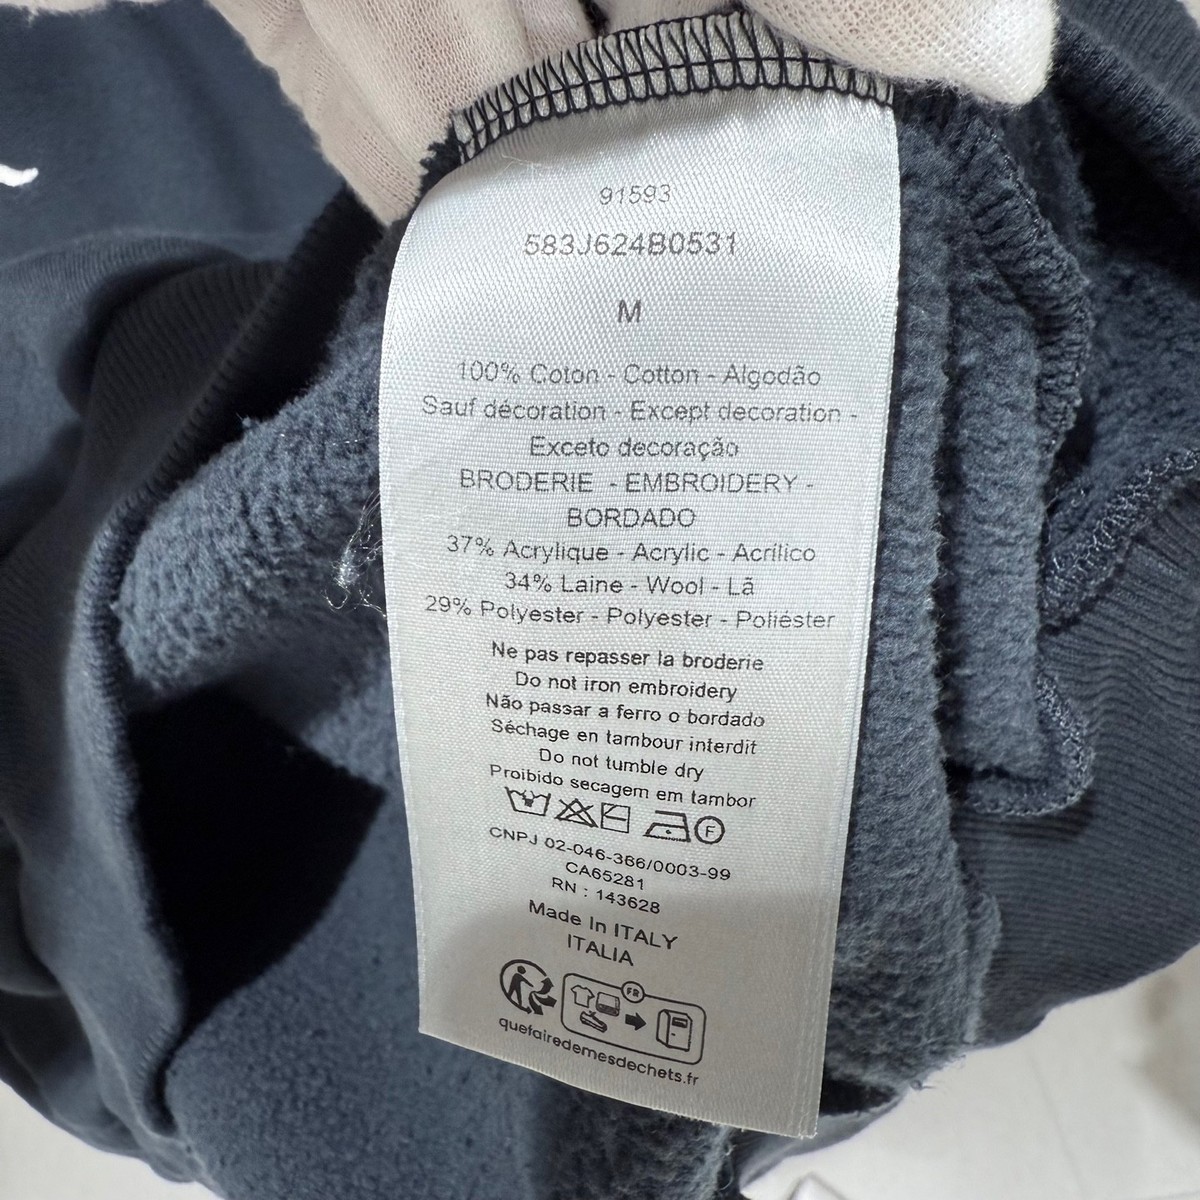 91593
583J624B0531
M
100% Coton - Cotton - Algodão
Sauf décoration - Except decoration -
Exceto decoração
BRODERIE - EMBROIDERY -
BORDADO
37% Acrylique - Acrylic - Acrílico
34% Laine - Wool - Lã
29% Polyester - Polyester - Poliéster
Ne pas repasser la broderie
Do not iron embroidery
Não passar a ferro o bordado
Séchage en tambour interdit
Do not tumble dry
Proibido secagem em tambor
F
CNPJ 02-046-366/0003-99
CA65281
RN : 143628
Made In ITALY
ITALIA
FR
quefairedemesdechets.fr